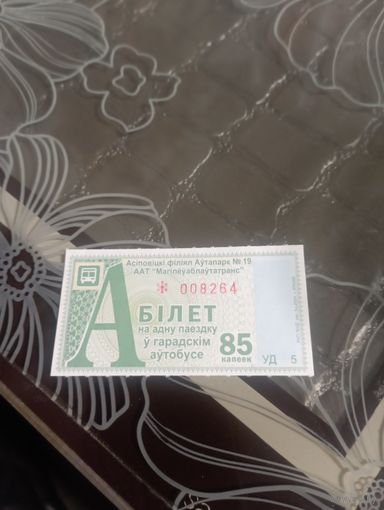 Асіповіцкі філіял Аўтапарк № 19
ААТ "Магілёўаблаўтатранс"
* 008264
А БІЛЕТ
на адну паездку
ў гарадскім
аўтобусе
85
капеек
УД 5